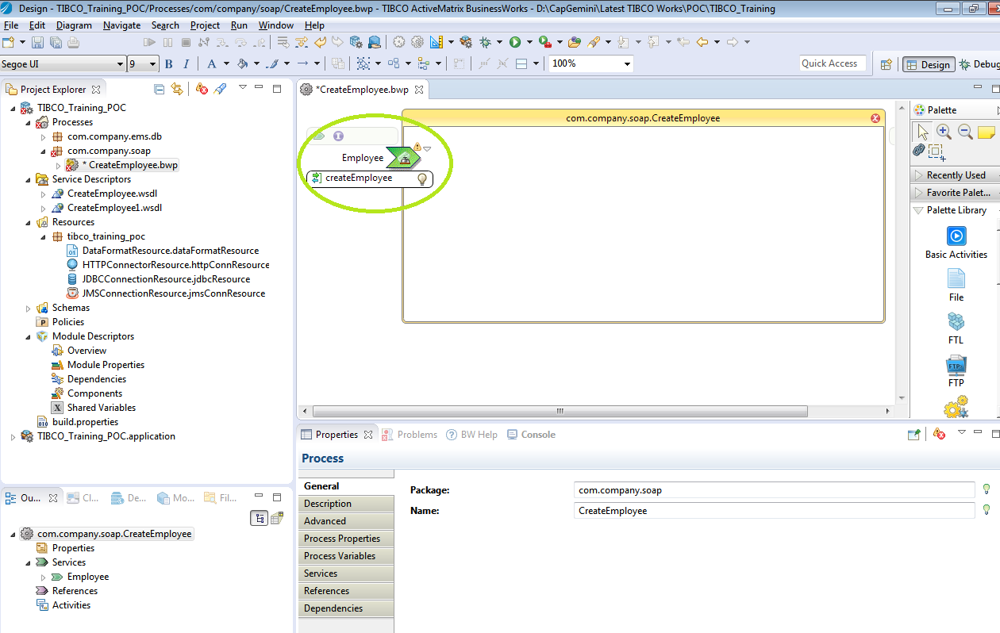 Design - TIBCO_Training_POC/Processes/com/company/soap/CreateEmployee.bwp - TIBCO ActiveMatrix BusinessWorks - D:\CapGemini\Latest TIBCO Works\POC\TIBCO_Training
File Edit Diagram Navigate Search Project Run Window Help
Segoe UI 9 B I A 100% Quick Access Design Debug
Project Explorer
TIBCO_Training_POC
Processes
com.company.ems.db
com.company.soap
* CreateEmployee.bwp
Service Descriptors
CreateEmployee.wsdl
CreateEmployee1.wsdl
Resources
tibco_training_poc
DataFormatResource.dataFormatResource
HTTPConnectorResource.httpConnResource
JDBCConnectionResource.jdbcResource
JMSConnectionResource.jmsConnResource
Schemas
Policies
Module Descriptors
Overview
Module Properties
Dependencies
Components
Shared Variables
build.properties
TIBCO_Training_POC.application
*CreateEmployee.bwp
com.company.soap.CreateEmployee
I
Employee
createEmployee
Palette
Recently Used
Favorite Palet...
Palette Library
Basic Activities
File
FTL
FTP
FTP
Ou... Cl... De... Mo... Fil...
com.company.soap.CreateEmployee
Properties
Services
Employee
References
Activities
Properties Problems BW Help Console
Process
General
Description
Advanced
Process Properties
Process Variables
Services
References
Dependencies
Package: com.company.soap
Name: CreateEmployee